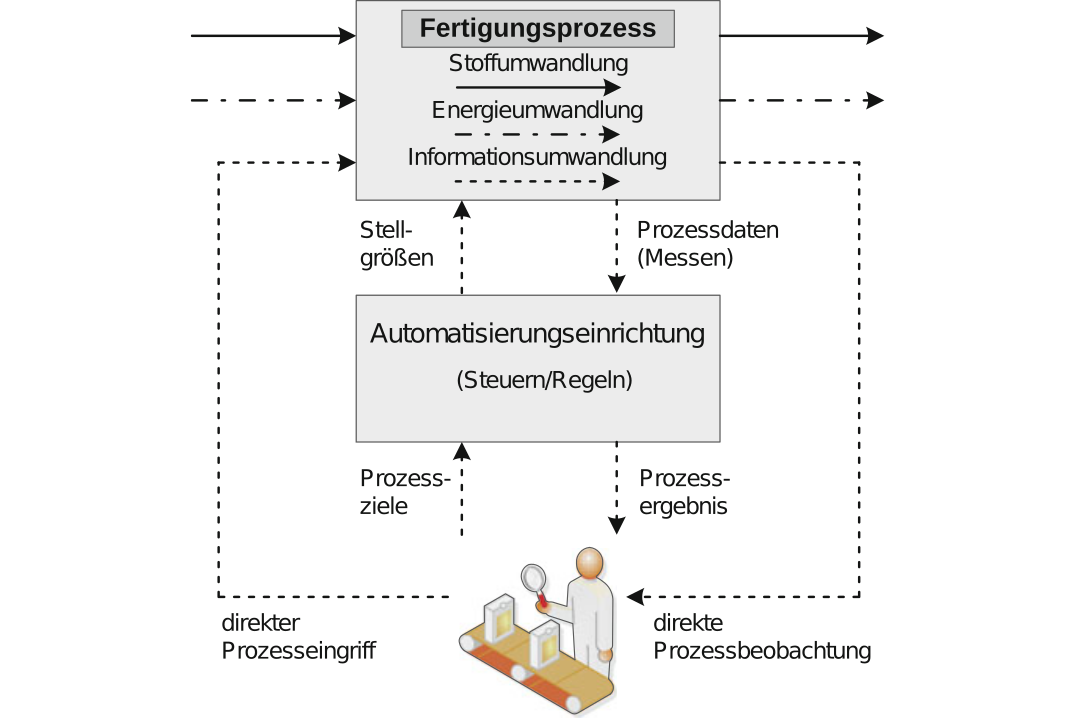 Fertigungsprozess
Stoffumwandlung
Energieumwandlung
Informationsumwandlung
Stell-
größen
Prozessdaten
(Messen)
Automatisierungseinrichtung
(Steuern/Regeln)
Prozess-
ziele
Prozess-
ergebnis
direkter
Prozesseingriff
direkte
Prozessbeobachtung